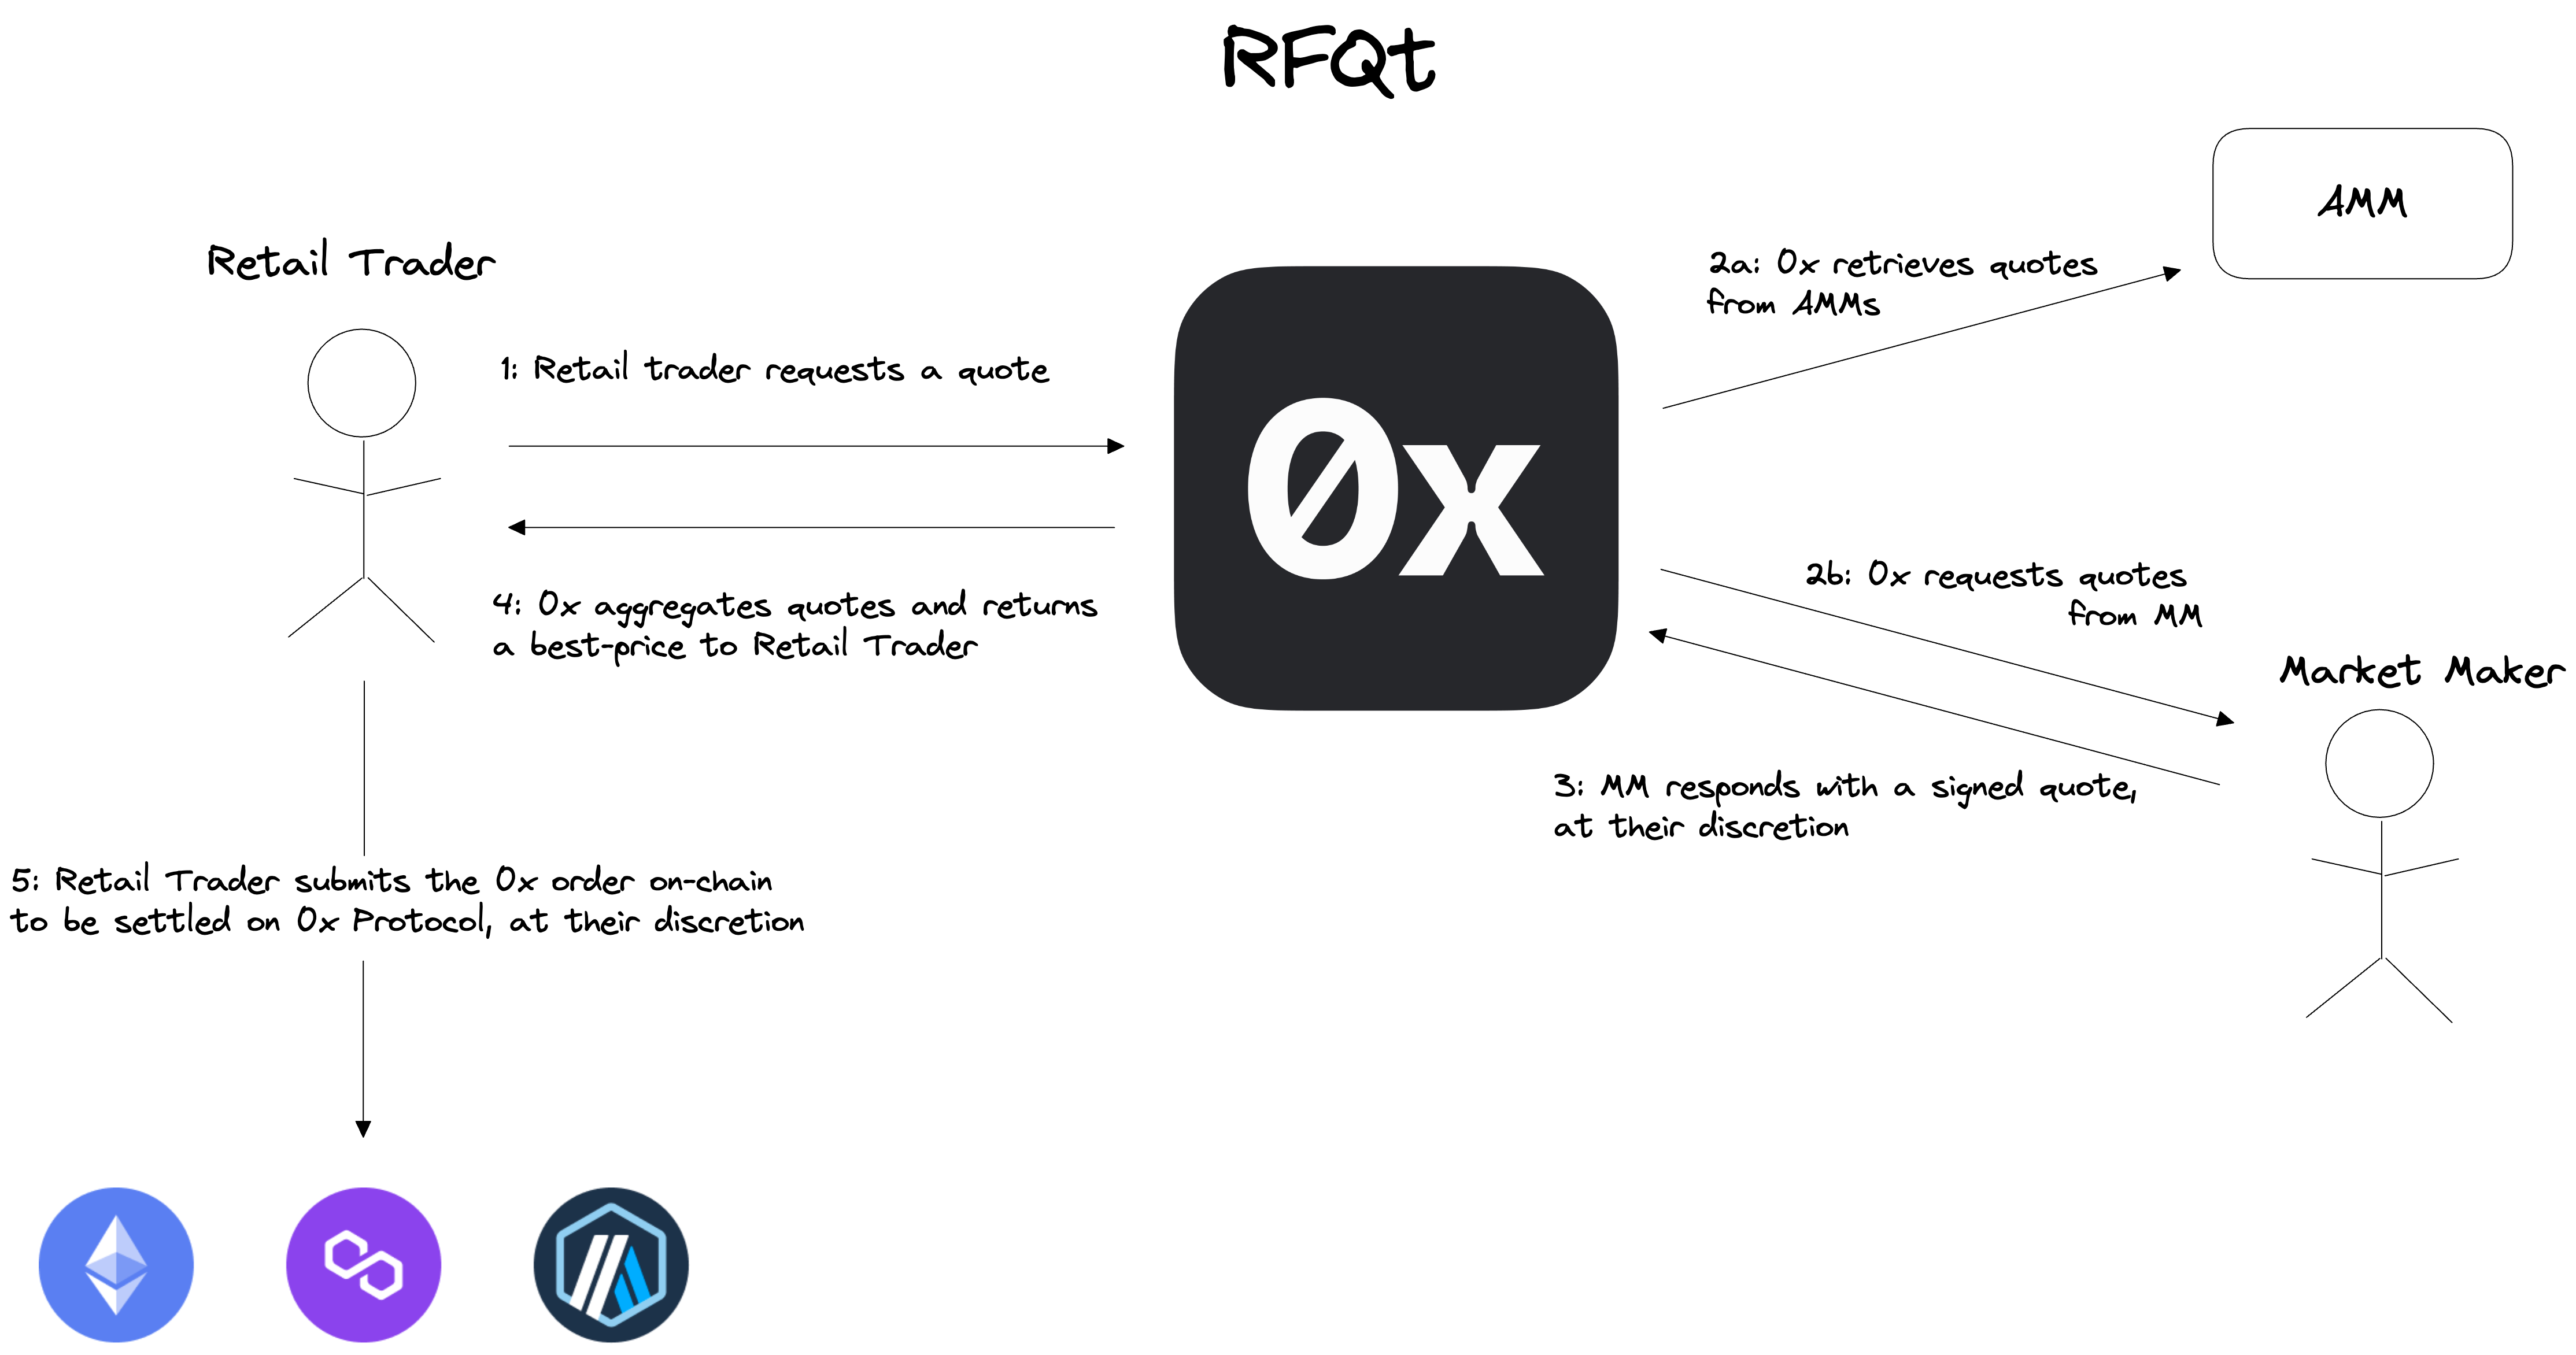 RFQt
AMM
Retail Trader
2a: 0x retrieves quotes
from AMMs
1: Retail trader requests a quote
0x
4: 0x aggregates quotes and returns
a best-price to Retail Trader
2b: 0x requests quotes
from MM
Market Maker
3: MM responds with a signed quote,
at their discretion
5: Retail Trader submits the 0x order on-chain
to be settled on 0x Protocol, at their discretion